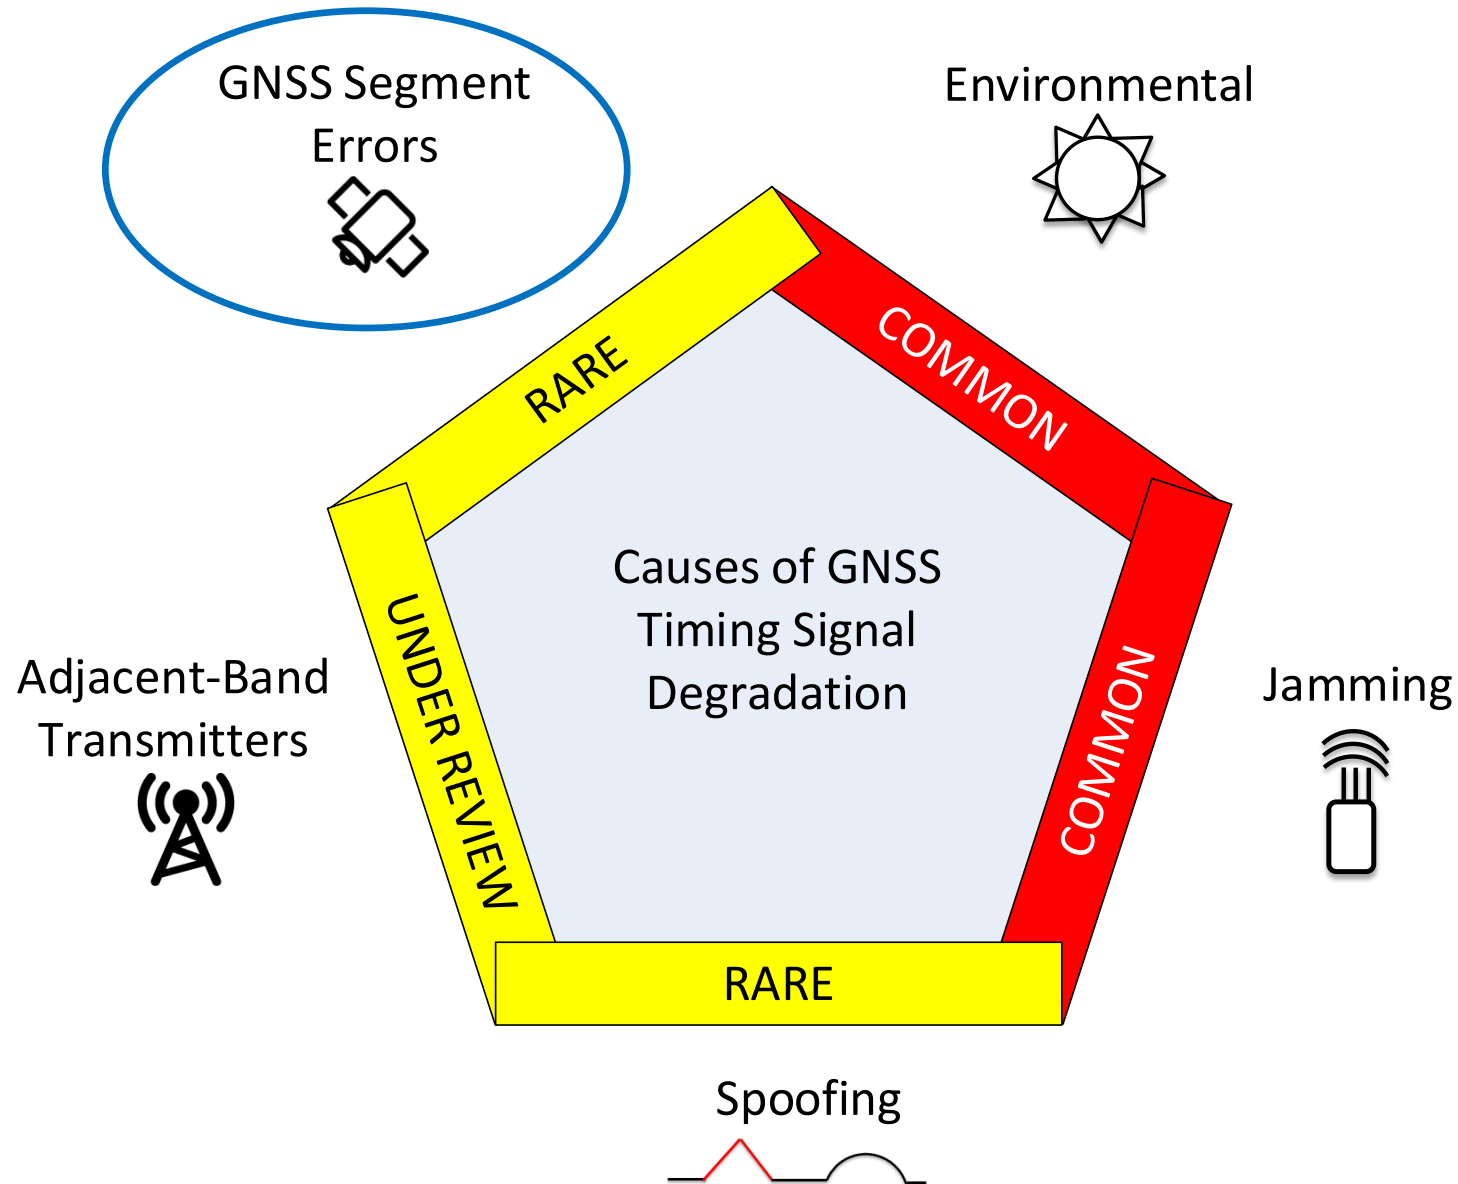 GNSS Segment
Errors
Environmental
RARE
COMMON
Causes of GNSS
Timing Signal
Degradation
UNDER REVIEW
COMMON
Adjacent-Band
Transmitters
Jamming
RARE
Spoofing